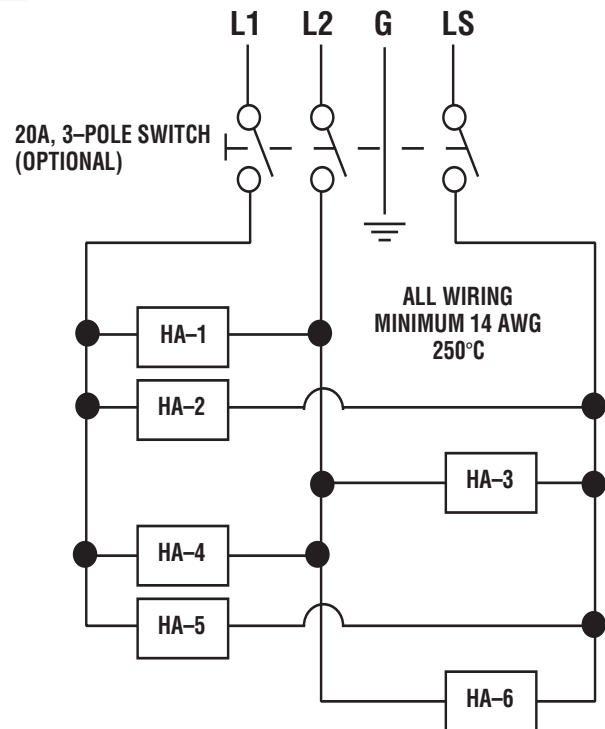 L1 L2 G LS
20A, 3–POLE SWITCH
(OPTIONAL)
ALL WIRING
MINIMUM 14 AWG
250°C
HA–1
HA–2
HA–3
HA–4
HA–5
HA–6